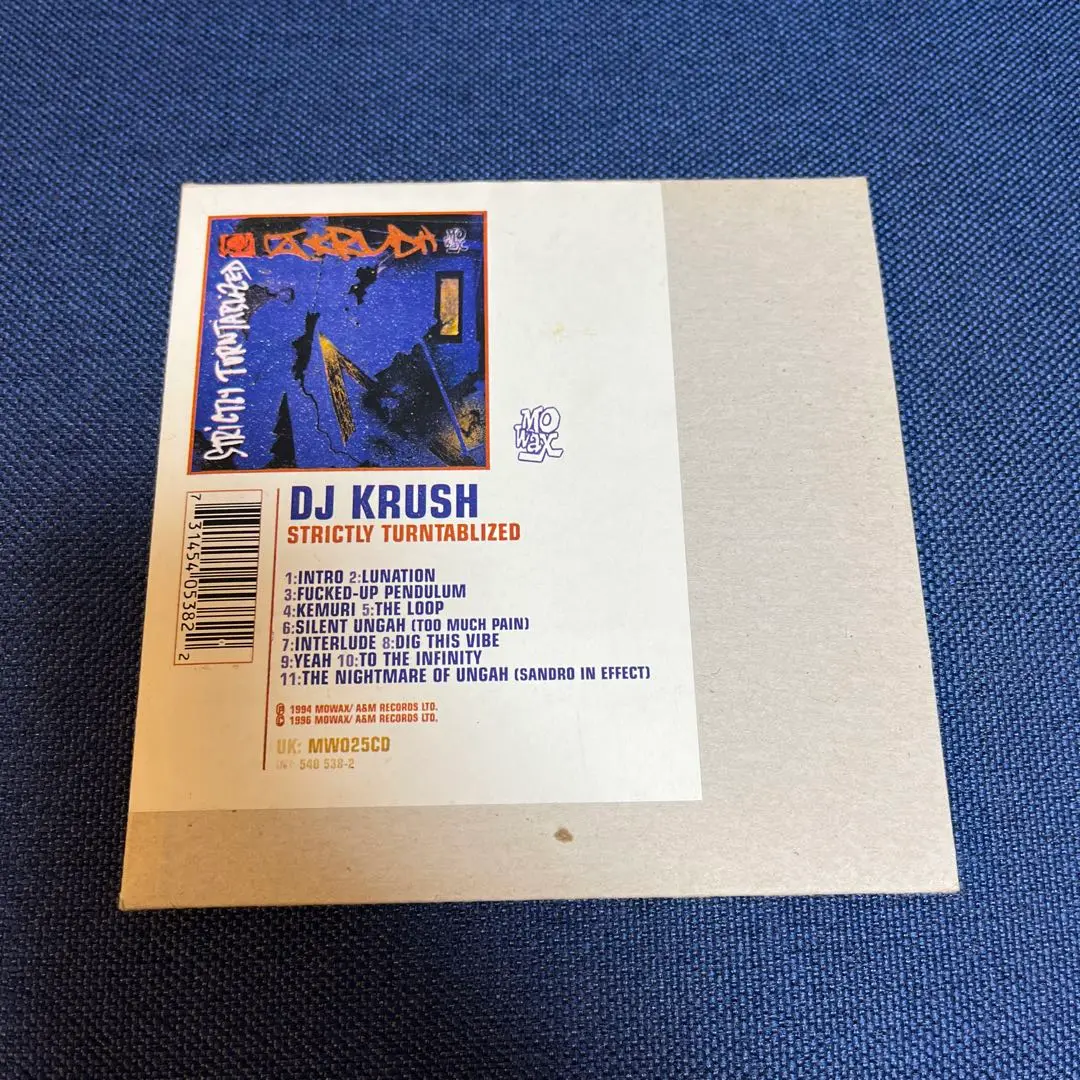 DJ KRUSH
MO WAX
STRICTLY TURNTABLIZED
MO
WAX
7 31454 05382 2
DJ KRUSH
STRICTLY TURNTABLIZED
1:INTRO 2:LUNATION
3:FUCKED-UP PENDULUM
4:KEMURI 5:THE LOOP
6:SILENT UNGAH (TOO MUCH PAIN)
7:INTERLUDE 8:DIG THIS VIBE
9:YEAH 10:TO THE INFINITY
11:THE NIGHTMARE OF UNGAH (SANDRO IN EFFECT)
℗ 1994 MOWAX/ A&M RECORDS LTD.
© 1996 MOWAX/ A&M RECORDS LTD.
UK: MW025CD
INT: 540 538-2